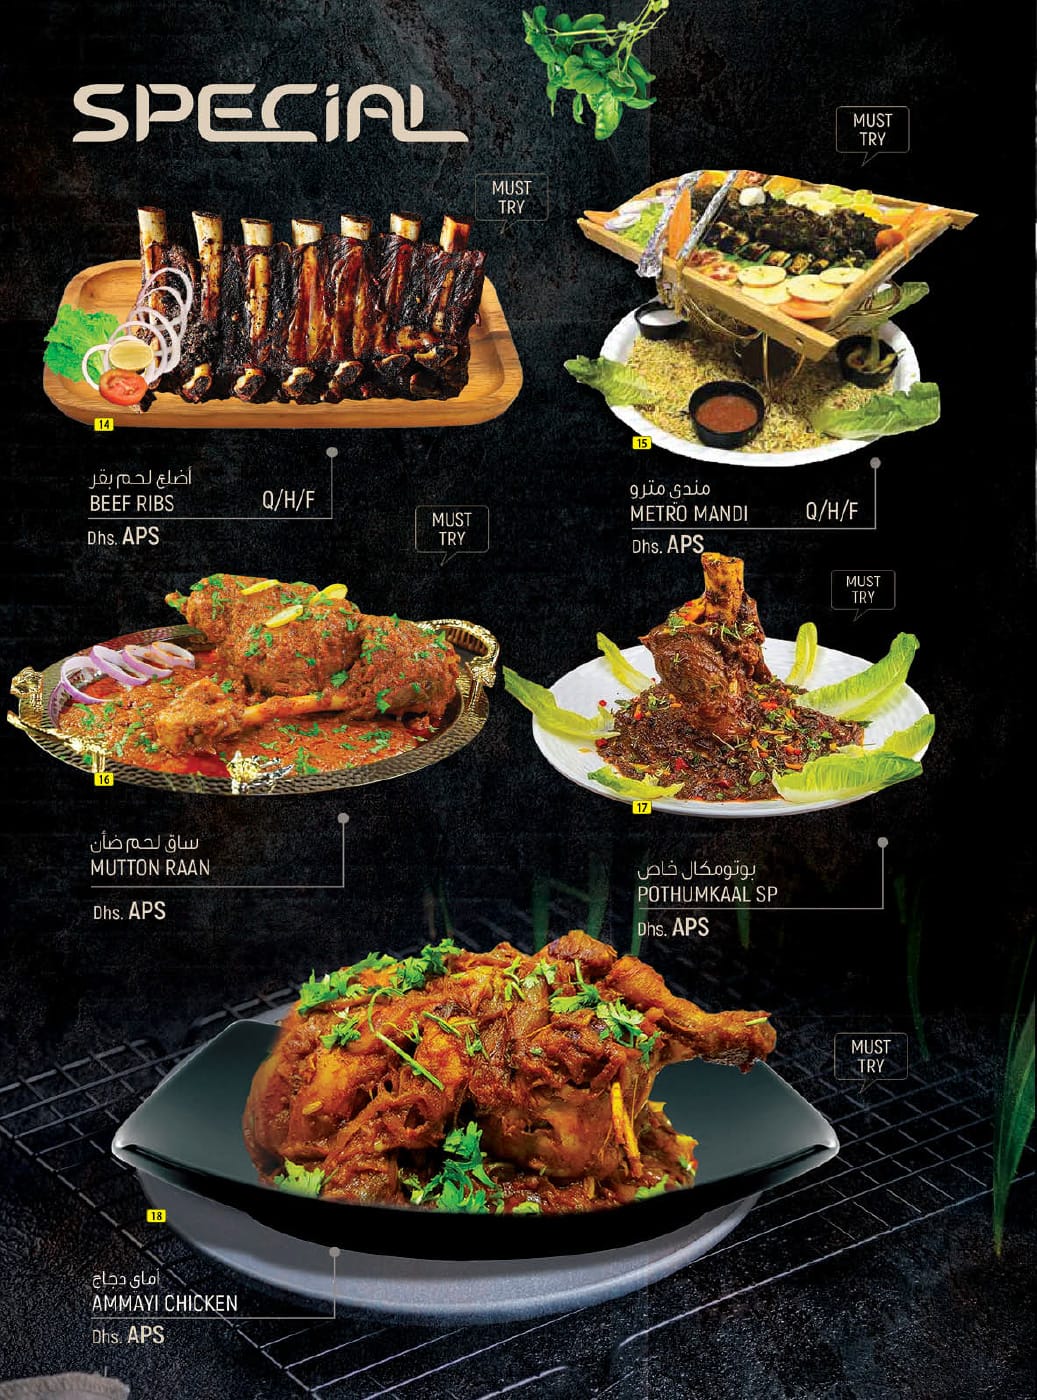 SPECIAL
MUST
TRY
MUST
TRY
14
أضلع لحم بقر
BEEF RIBS Q/H/F
Dhs. APS
15
مندي مترو
METRO MANDI Q/H/F
Dhs. APS
MUST
TRY
MUST
TRY
16
ساق لحم ضأن
MUTTON RAAN
Dhs. APS
17
بوتومكال خاص
POTHUMKAAL SP
Dhs. APS
MUST
TRY
18
اماي دجاج
AMMAYI CHICKEN
Dhs. APS